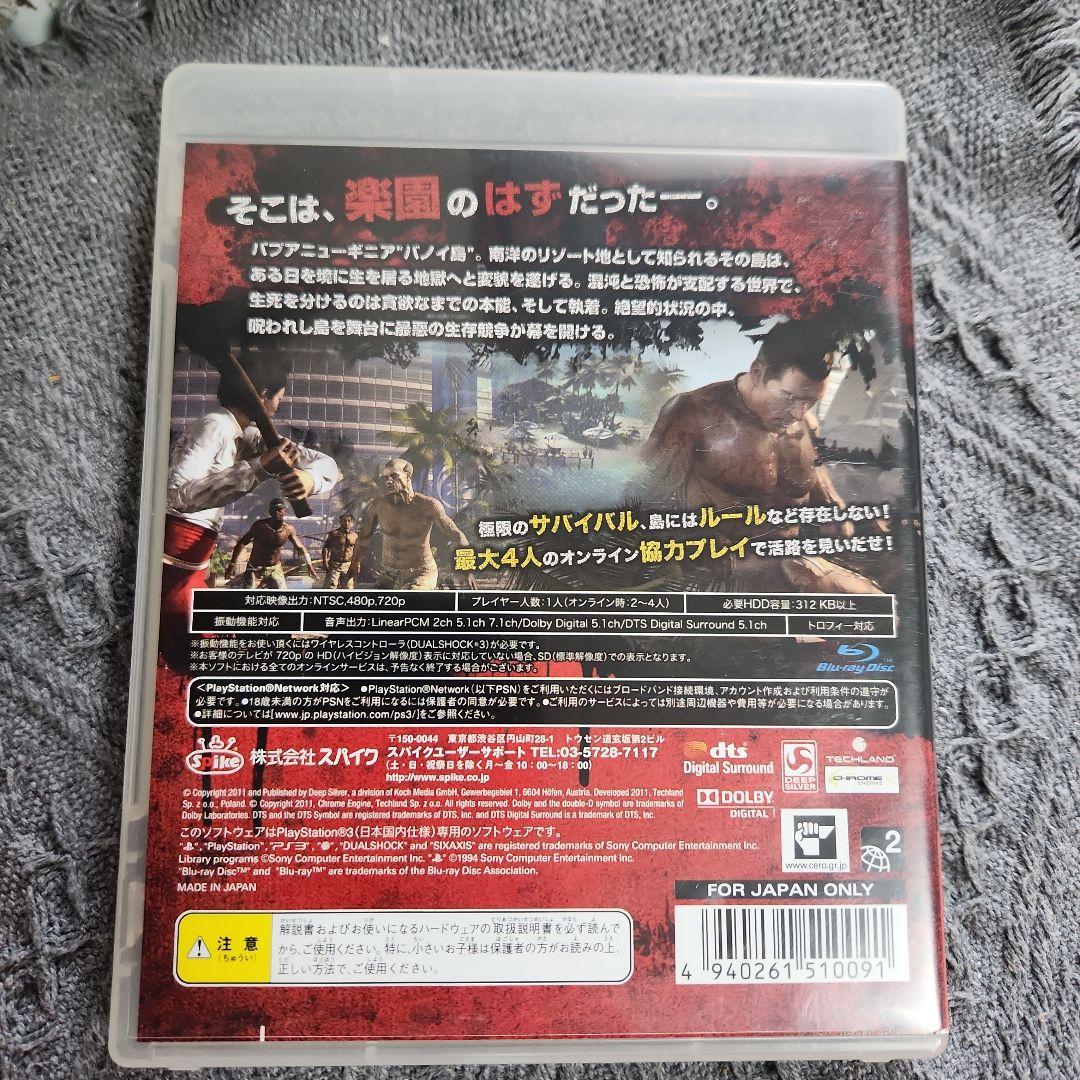 そこは、楽園のはずだったー。
パプアニューギニア"バノイ島"。南洋のリゾート地として知られるその島は、
ある日を境に生を屠る地獄へと変貌を遂げる。混沌と恐怖が支配する世界で、
生死を分けるのは貪欲なまでの本能、そして執着。絶望的状況の中、
呪われし島を舞台に最悪の生存競争が幕を開ける。
極限のサバイバル、島にはルールなど存在しない!
最大4人のオンライン協力プレイで活路を見いだせ!
対応映像出力:NTSC,480p,720p プレイヤー人数:1人(オンライン時:2〜4人) 必要HDD容量:312 KB以上
振動機能対応 音声出力:LinearPCM 2ch 5.1ch 7.1ch/Dolby Digital 5.1ch/DTS Digital Surround 5.1ch トロフィー対応
※振動機能をお使い頂くにはワイヤレスコントローラ(DUALSHOCK®3)が必要です。
※お客様のテレビが 720p の HD(ハイビジョン解像度)表示に対応していない場合、SD(標準解像度)での表示となります。
※本ソフトにおける全てのオンラインサービスは、予告なく終了する場合がございます。
Blu-ray Disc™
<PlayStation®Network対応> ●PlayStation®Network(以下PSN)をご利用いただくにはブロードバンド接続環境、アカウント作成および利用条件の遵守が
必要です。●18歳未満の方がPSNをご利用になるには保護者の同意が必要です。●ご利用のサービスによっては別途周辺機器や費用等が必要になる場合があります。
●詳細については[www.jp.playstation.com/ps3/]をご参照ください。
Spike 株式会社 スパイク
〒150-0044 東京都渋谷区円山町28-1 トウセン道玄坂第2ビル
スパイクユーザーサポート TEL:03-5728-7117
(土・日・祝祭日を除く月〜金 10:00〜18:00)
http://www.spike.co.jp
dts
Digital Surround
DEEP
SILVER
TECHLAND
CHROME
ENGINE
DOLBY
DIGITAL
© Copyright 2011 and Published by Deep Silver, a division of Koch Media GmbH, Gewerbegebiet 1, 6604 Höfen, Austria. Developed 2011, Techland
Sp. z o.o., Poland. © Copyright 2011, Chrome Engine, Techland Sp. z o.o. All rights reserved. Dolby and the double-D symbol are trademarks of
Dolby Laboratories. DTS and the DTS Symbol are registered trademarks of DTS, Inc. and DTS Digital Surround is a trademark of DTS, Inc.
このソフトウェアはPlayStation®3(日本国内仕様)専用のソフトウェアです。
"PlayStation", "PS3", "DUALSHOCK" and "SIXAXIS" are registered trademarks of Sony Computer Entertainment Inc.
Library programs ©Sony Computer Entertainment Inc. ©1994 Sony Computer Entertainment Inc.
"Blu-ray Disc™" and "Blu-ray™" are trademarks of the Blu-ray Disc Association.
MADE IN JAPAN
www.cero.gr.jp
2
FOR JAPAN ONLY
注意
(ちゅうい)
解説書およびお使いになるハードウェアの取扱説明書を必ず読んで
から、ご使用ください。特に、小さいお子様は保護者の方がお読みの上、
正しい方法で、ご使用ください。
4 940261 510091